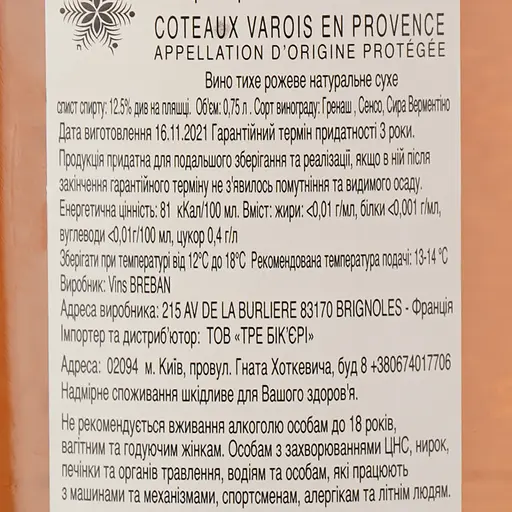 COTEAUX VAROIS EN PROVENCE
APPELLATION D'ORIGINE PROTÉGÉE
Вино тихе рожеве натуральне сухе
спист спирту: 12.5% див на пляшці. Об'єм: 0,75 л . Сорт винограду: Гренаш , Сенсо, Сира Верментіно
Дата виготовлення 16.11.2021 Гарантійний термін придатності 3 роки.
Продукція придатна для подальшого зберігання та реалізації, якщо в ній після
закінчення гарантійного терміну не з'явилось помутніння та видимого осаду.
Енергетична цінність: 81 кКал/100 мл. Вміст: жири: <0,01 г/мл, білки <0,001 г/мл,
вуглеводи <0,01г/100 мл, цукор 0,4 г/л
Зберігати при температурі від 12°C до 18°C Рекомендована температура подачі: 13-14 °C
Виробник: Vins BREBAN
Адреса виробника: 215 AV DE LA BURLIERE 83170 BRIGNOLES - Франція
Імпортер та дистриб'ютор: ТОВ «ТРЕ БІК'ЄРІ»
Адреса: 02094 м. Київ, провул. Гната Хоткевича, буд 8 +380674017706
Надмірне споживання шкідливе для Вашого здоров'я.
Не рекомендується вживання алкоголю особам до 18 років,
вагітним та годуючим жінкам. Особам з захворюваннями ЦНС, нирок,
печінки та органів травлення, водіям та особам, які працюють
з машинами та механізмами, спортсменам, алергікам та літнім людям.